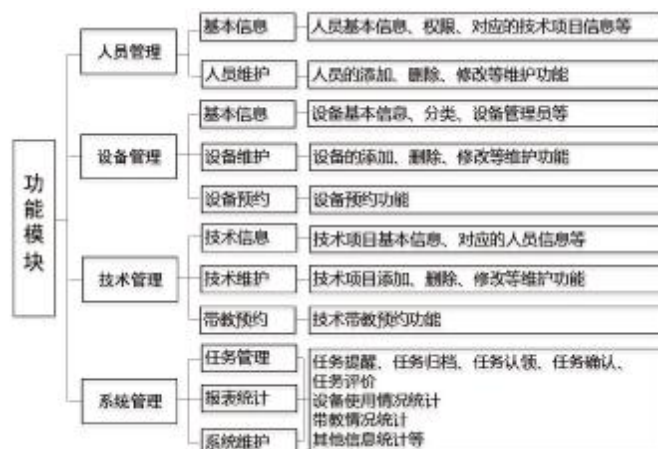 功能模块
人员管理
基本信息
人员基本信息、权限、对应的技术项目信息等
人员维护
人员的添加、删除、修改等维护功能
设备管理
基本信息
设备基本信息、分类、设备管理员等
设备维护
设备的添加、删除、修改等维护功能
设备预约
设备预约功能
技术管理
技术信息
技术项目基本信息、对应的人员信息等
技术维护
技术项目添加、删除、修改等维护功能
带教预约
技术带教预约功能
系统管理
任务管理
报表统计
系统维护
任务提醒、任务归档、任务认领、任务确认、
任务评价
设备使用情况统计
带教情况统计
其他信息统计等